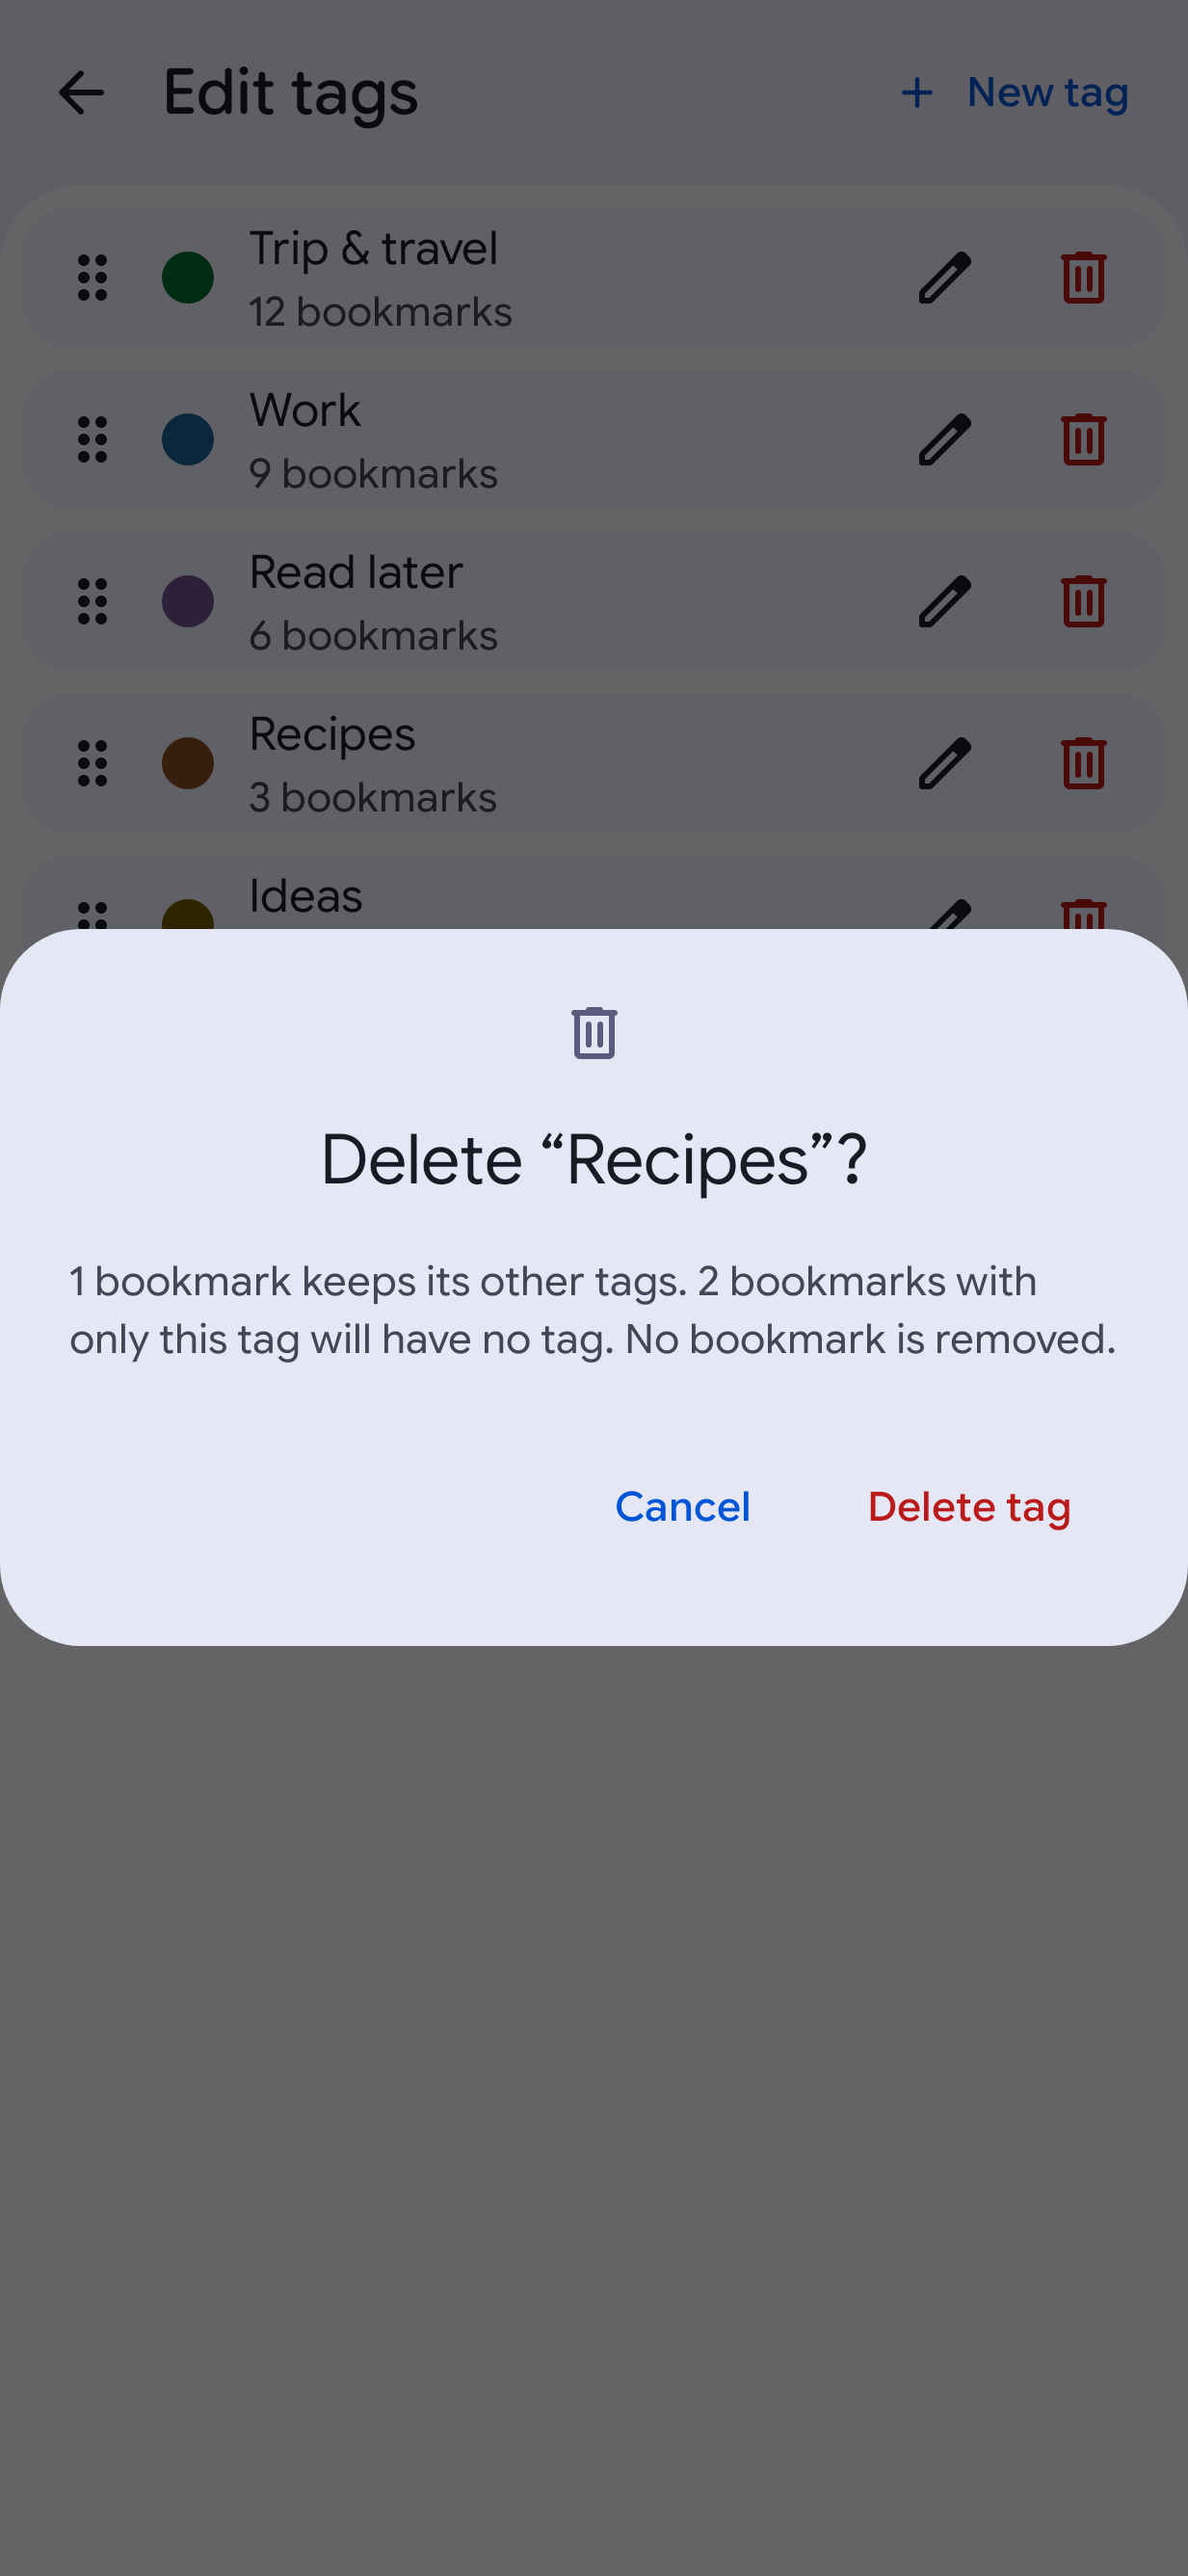 Edit tags
New tag
Trip & travel
12 bookmarks
Work
9 bookmarks
Read later
6 bookmarks
Recipes
3 bookmarks
Ideas
Delete “Recipes”?
1 bookmark keeps its other tags. 2 bookmarks with
only this tag will have no tag. No bookmark is removed.
Cancel
Delete tag